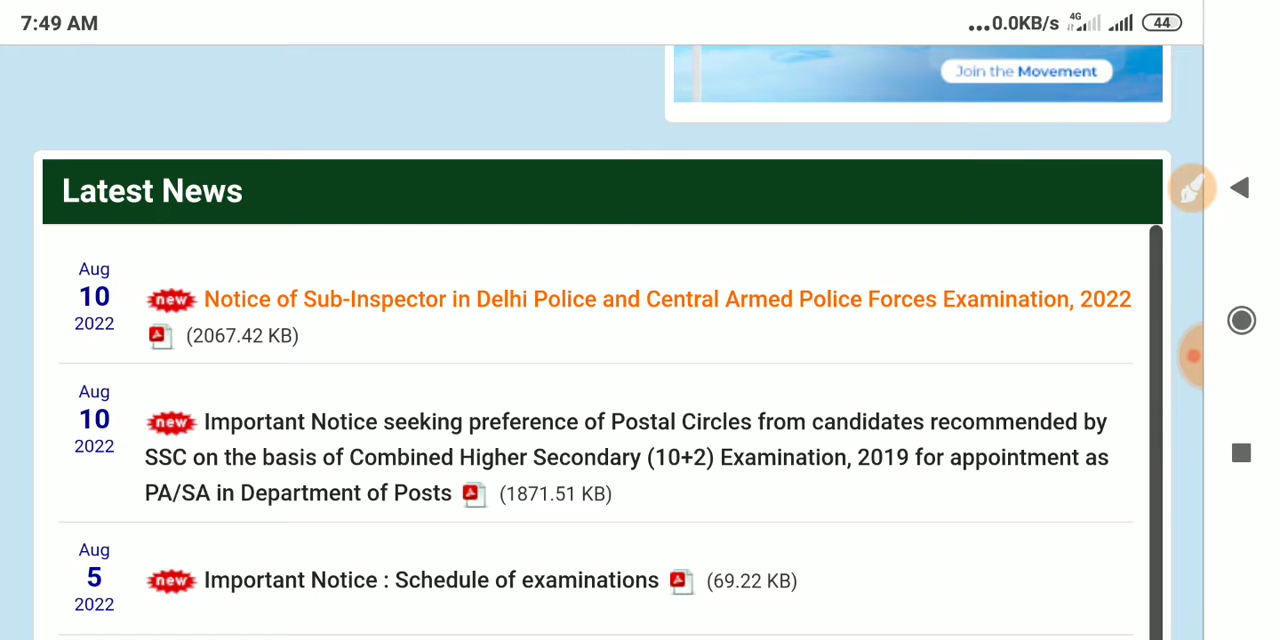 7:49 AM
...0.0KB/s 4G 44
Join the Movement
Latest News
Aug
10
2022
new Notice of Sub-Inspector in Delhi Police and Central Armed Police Forces Examination, 2022
(2067.42 KB)
Aug
10
2022
new Important Notice seeking preference of Postal Circles from candidates recommended by
SSC on the basis of Combined Higher Secondary (10+2) Examination, 2019 for appointment as
PA/SA in Department of Posts (1871.51 KB)
Aug
5
2022
new Important Notice : Schedule of examinations (69.22 KB)